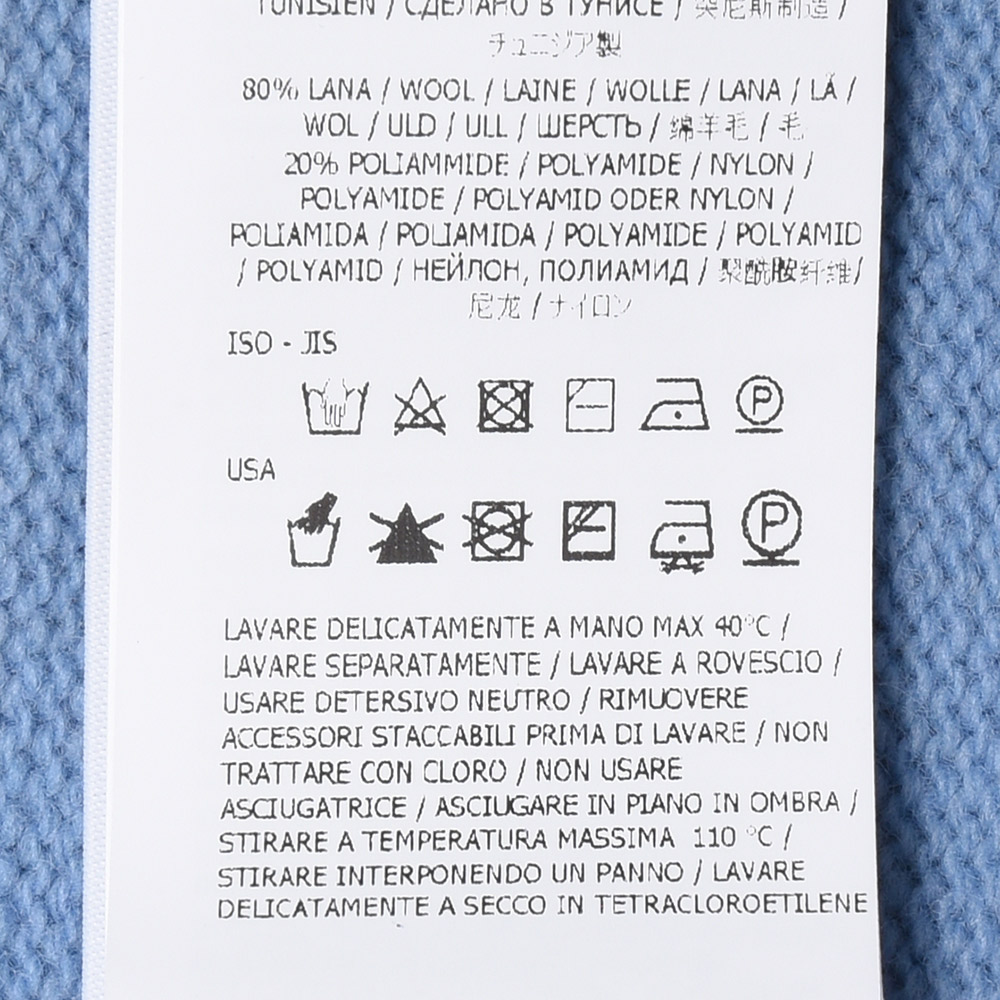 TUNISIEN / СДЕЛАНО В ТУНИСЕ / 突尼斯制造 /
チュニジア製
80% LANA / WOOL / LAINE / WOLLE / LANA / LÃ /
WOL / ULD / ULL / ШЕРСТЬ / 绵羊毛 / 毛
20% POLIAMMIDE / POLYAMIDE / NYLON /
POLYAMIDE / POLYAMID ODER NYLON /
POLIAMIDA / POLIAMIDA / POLYAMIDE / POLYAMID
/ POLYAMID / НЕЙЛОН, ПОЛИАМИД / 聚酰胺纤维/
尼龙 / ナイロン
ISO - JIS
P
USA
P
LAVARE DELICATAMENTE A MANO MAX 40°C /
LAVARE SEPARATAMENTE / LAVARE A ROVESCIO /
USARE DETERSIVO NEUTRO / RIMUOVERE
ACCESSORI STACCABILI PRIMA DI LAVARE / NON
TRATTARE CON CLORO / NON USARE
ASCIUGATRICE / ASCIUGARE IN PIANO IN OMBRA /
STIRARE A TEMPERATURA MASSIMA 110 °C /
STIRARE INTERPONENDO UN PANNO / LAVARE
DELICATAMENTE A SECCO IN TETRACLOROETILENE